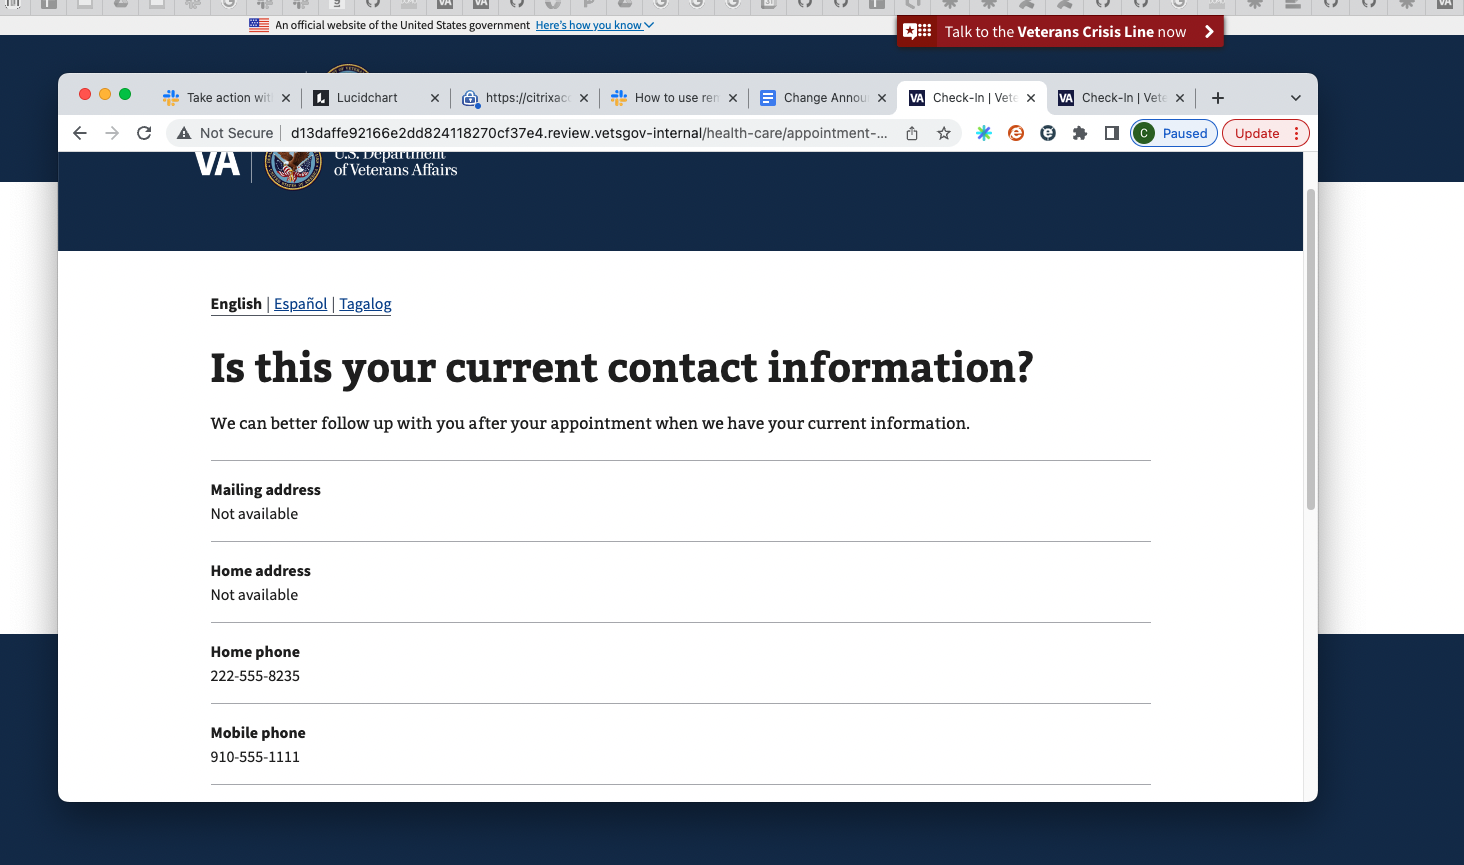 An official website of the United States government Here's how you know
Talk to the Veterans Crisis Line now
Take action wit
Lucidchart
https://citrixac
How to use rem
Change Annou
Check-In | Vete
Check-In | Vete
Not Secure | d13daffe92166e2dd824118270cf37e4.review.vetsgov-internal/health-care/appointment-...
C Paused
Update
VA
U.S. Department
of Veterans Affairs
English | Español | Tagalog
Is this your current contact information?
We can better follow up with you after your appointment when we have your current information.
Mailing address
Not available
Home address
Not available
Home phone
222-555-8235
Mobile phone
910-555-1111